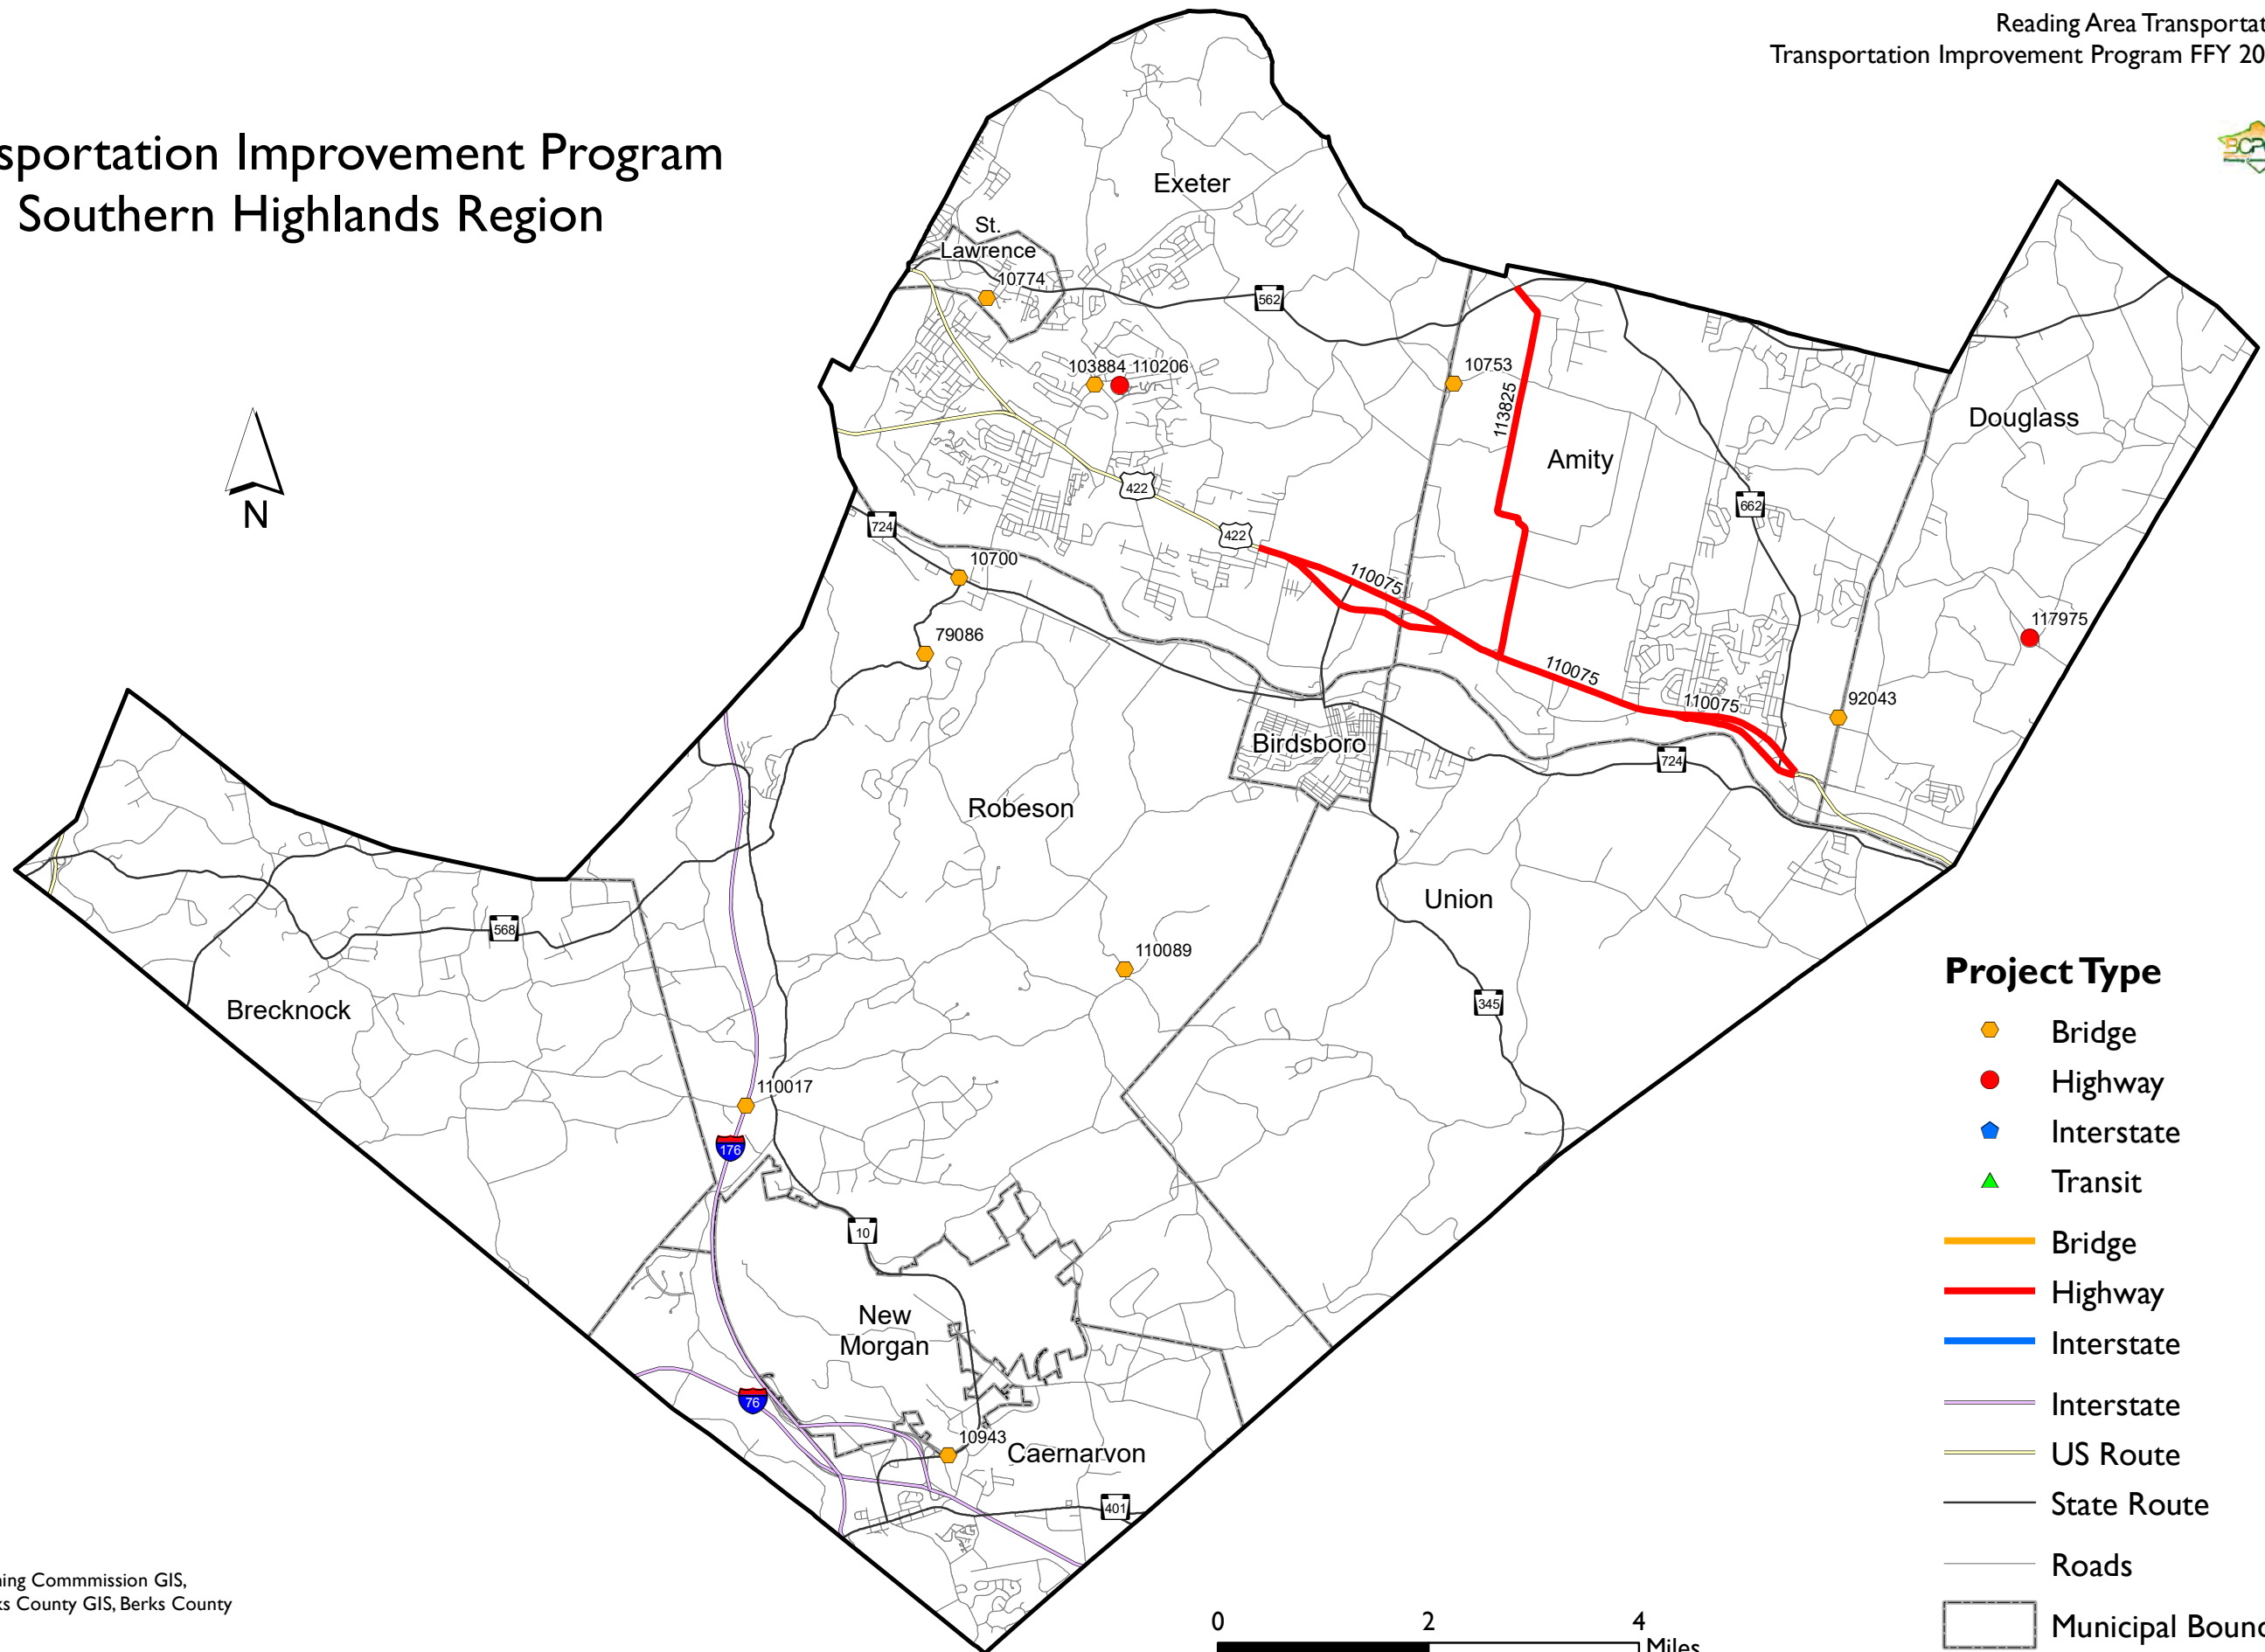 Reading Area Transportat
Transportation Improvement Program FFY 20
BCP
sportation Improvement Program
Southern Highlands Region
N
Exeter
St.
Lawrence
10774
562
103884
110206
10753
113825
Douglass
Amity
422
662
422
724
10700
110075
79086
117975
110075
110075
92043
Birdsboro
724
Robeson
Union
568
110089
345
Brecknock
110017
176
10
New
Morgan
76
10943
Caernarvon
401
Project Type
Bridge
Highway
Interstate
Transit
Bridge
Highway
Interstate
Interstate
US Route
State Route
Roads
Municipal Boun
ning Commmission GIS,
ks County GIS, Berks County
0 2 4
Miles